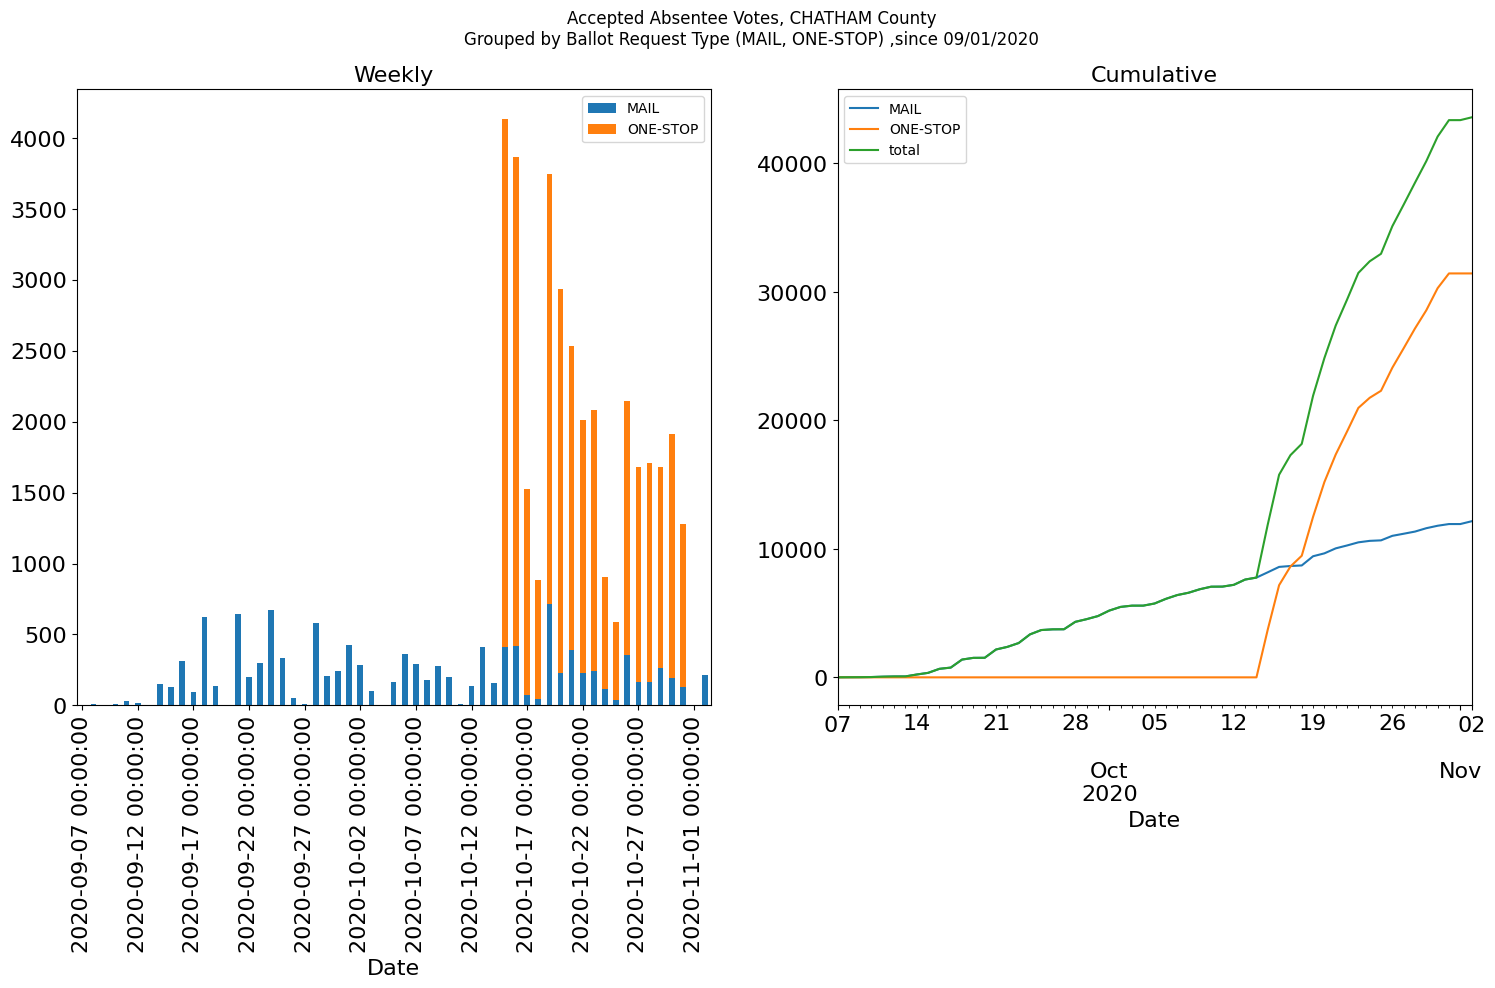 Accepted Absentee Votes, CHATHAM County
Grouped by Ballot Request Type (MAIL, ONE-STOP) ,since 09/01/2020
Weekly
MAIL
ONE-STOP
4000
3500
3000
2500
2000
1500
1000
500
0
2020-09-07 00:00:00
2020-09-12 00:00:00
2020-09-17 00:00:00
2020-09-22 00:00:00
2020-09-27 00:00:00
2020-10-02 00:00:00
2020-10-07 00:00:00
2020-10-12 00:00:00
2020-10-17 00:00:00
2020-10-22 00:00:00
2020-10-27 00:00:00
2020-11-01 00:00:00
Date
Cumulative
MAIL
ONE-STOP
total
40000
30000
20000
10000
0
07 14 21 28 05 12 19 26 02
Oct Nov
2020
Date